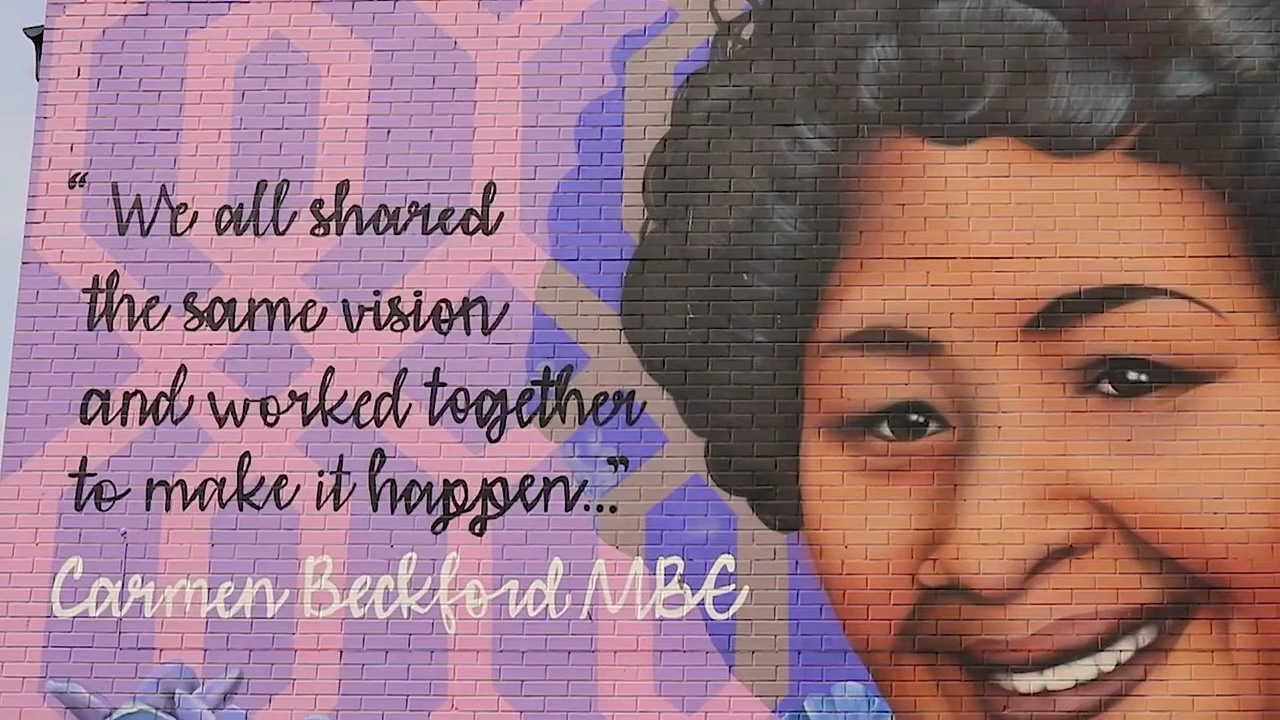 “ We all shared
the same vision
and worked together
to make it happen...”
Carmen Beckford MBE